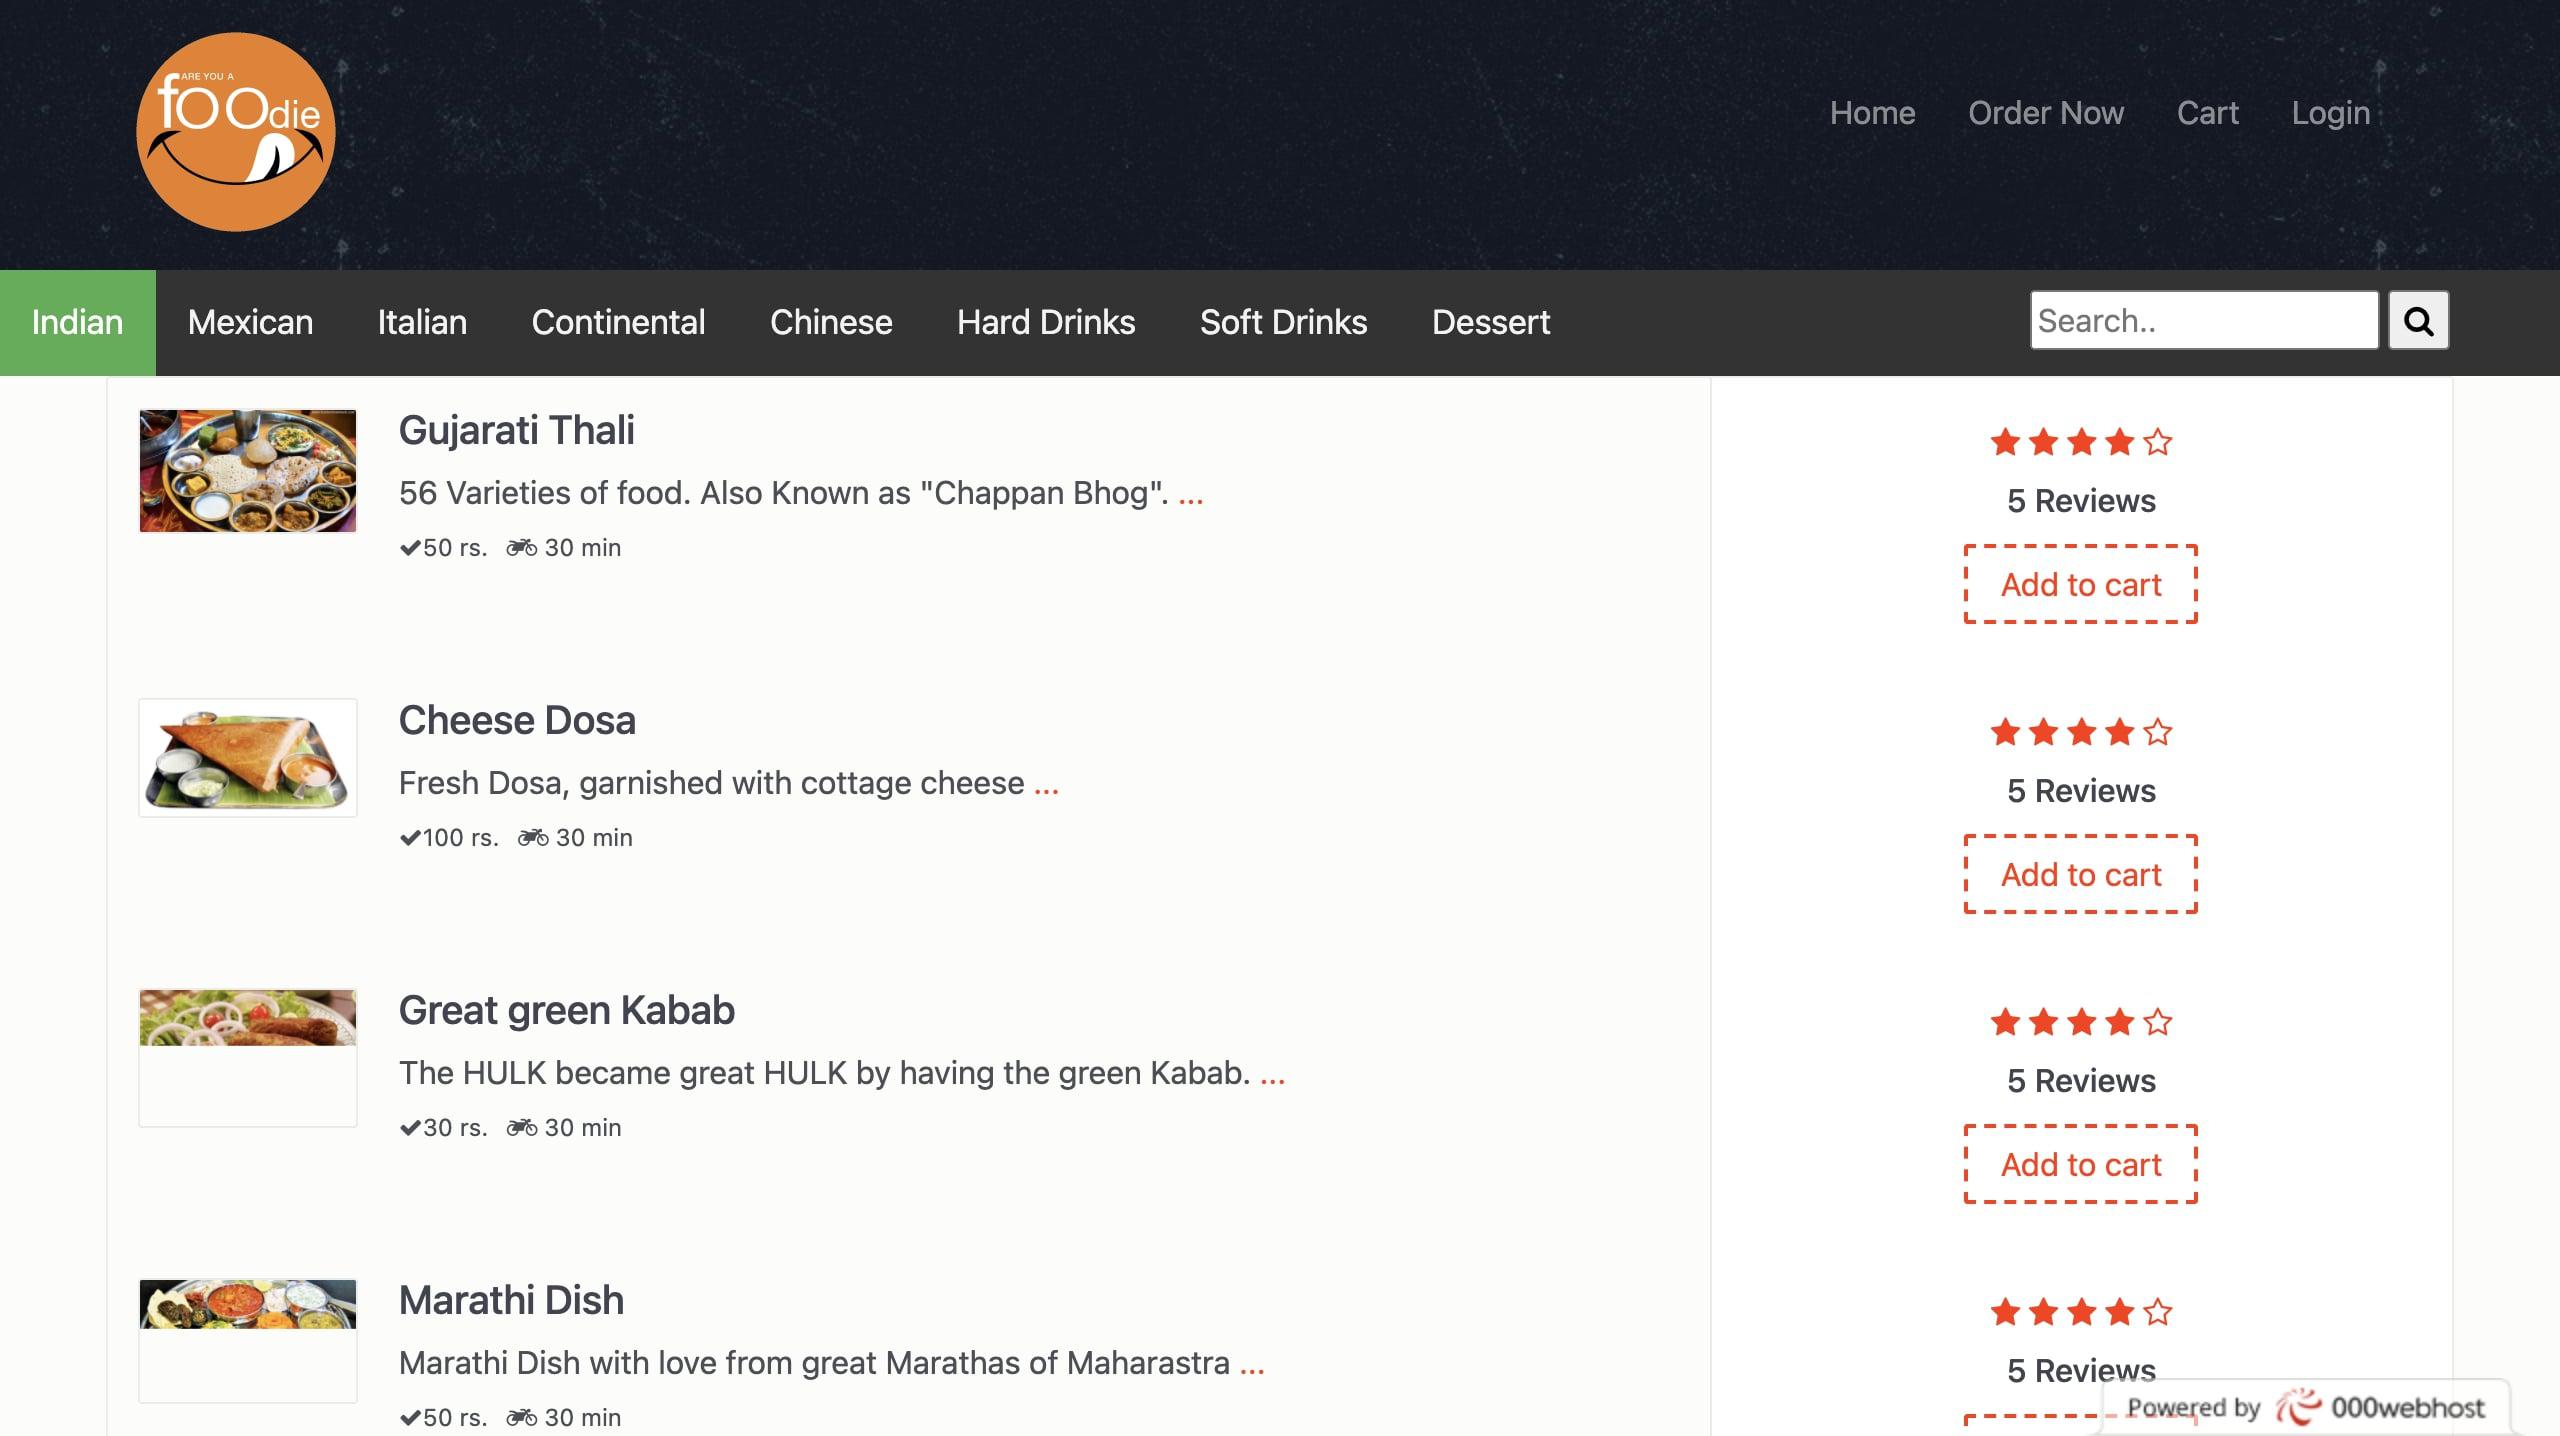 ARE YOU A
foodie
Home Order Now Cart Login
Indian Mexican Italian Continental Chinese Hard Drinks Soft Drinks Dessert Search..
Gujarati Thali
56 Varieties of food. Also Known as "Chappan Bhog". ...
50 rs. 30 min
5 Reviews
Add to cart
Cheese Dosa
Fresh Dosa, garnished with cottage cheese ...
100 rs. 30 min
5 Reviews
Add to cart
Great green Kabab
The HULK became great HULK by having the green Kabab. ...
30 rs. 30 min
5 Reviews
Add to cart
Marathi Dish
Marathi Dish with love from great Marathas of Maharastra ...
50 rs. 30 min
5 Reviews
Powered by 000webhost